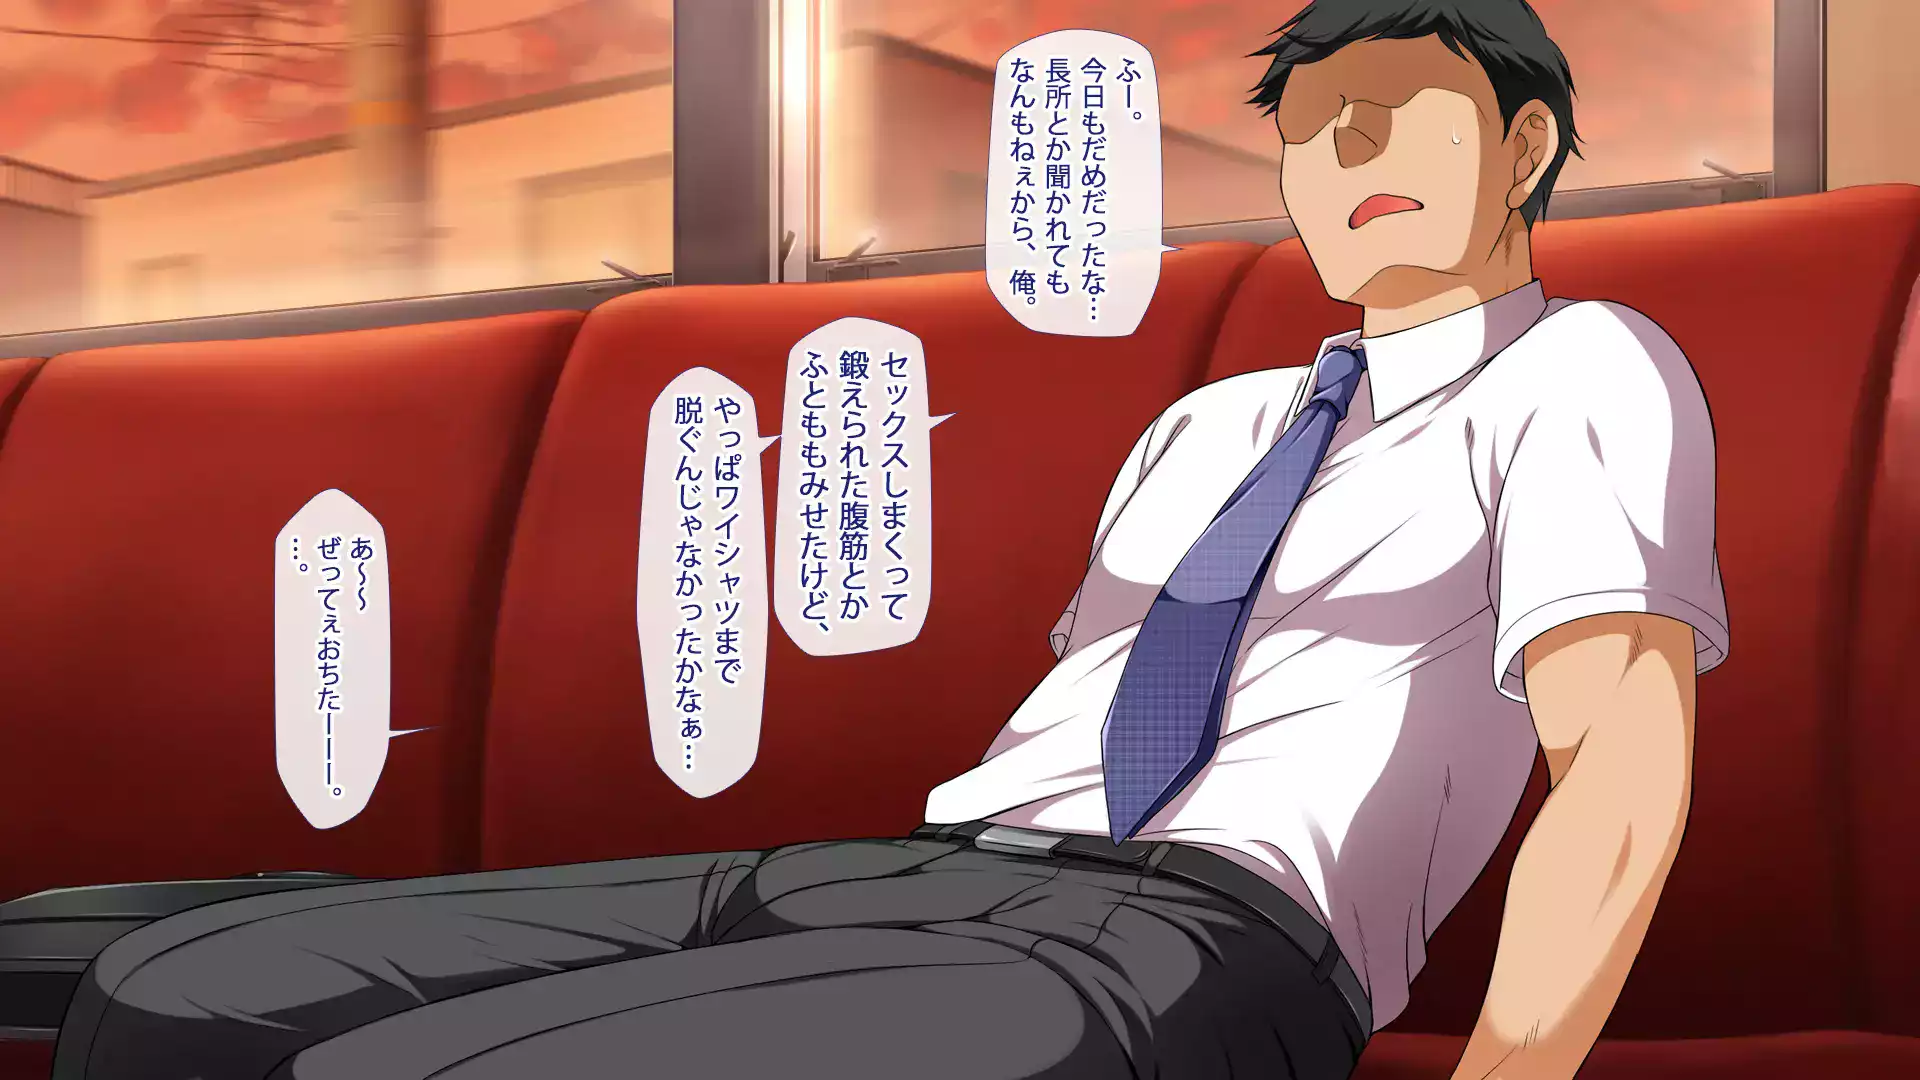 ふー。
今日もだめだったな…
長所とか聞かれても
なんもねぇから、俺。
セックスしまくって
鍛えられた腹筋とか
ふとももみせたけど、
やっぱワイシャツまで
脱ぐんじゃなかったかなぁ…
あ～～
ぜってぇおちたーーー。
…。